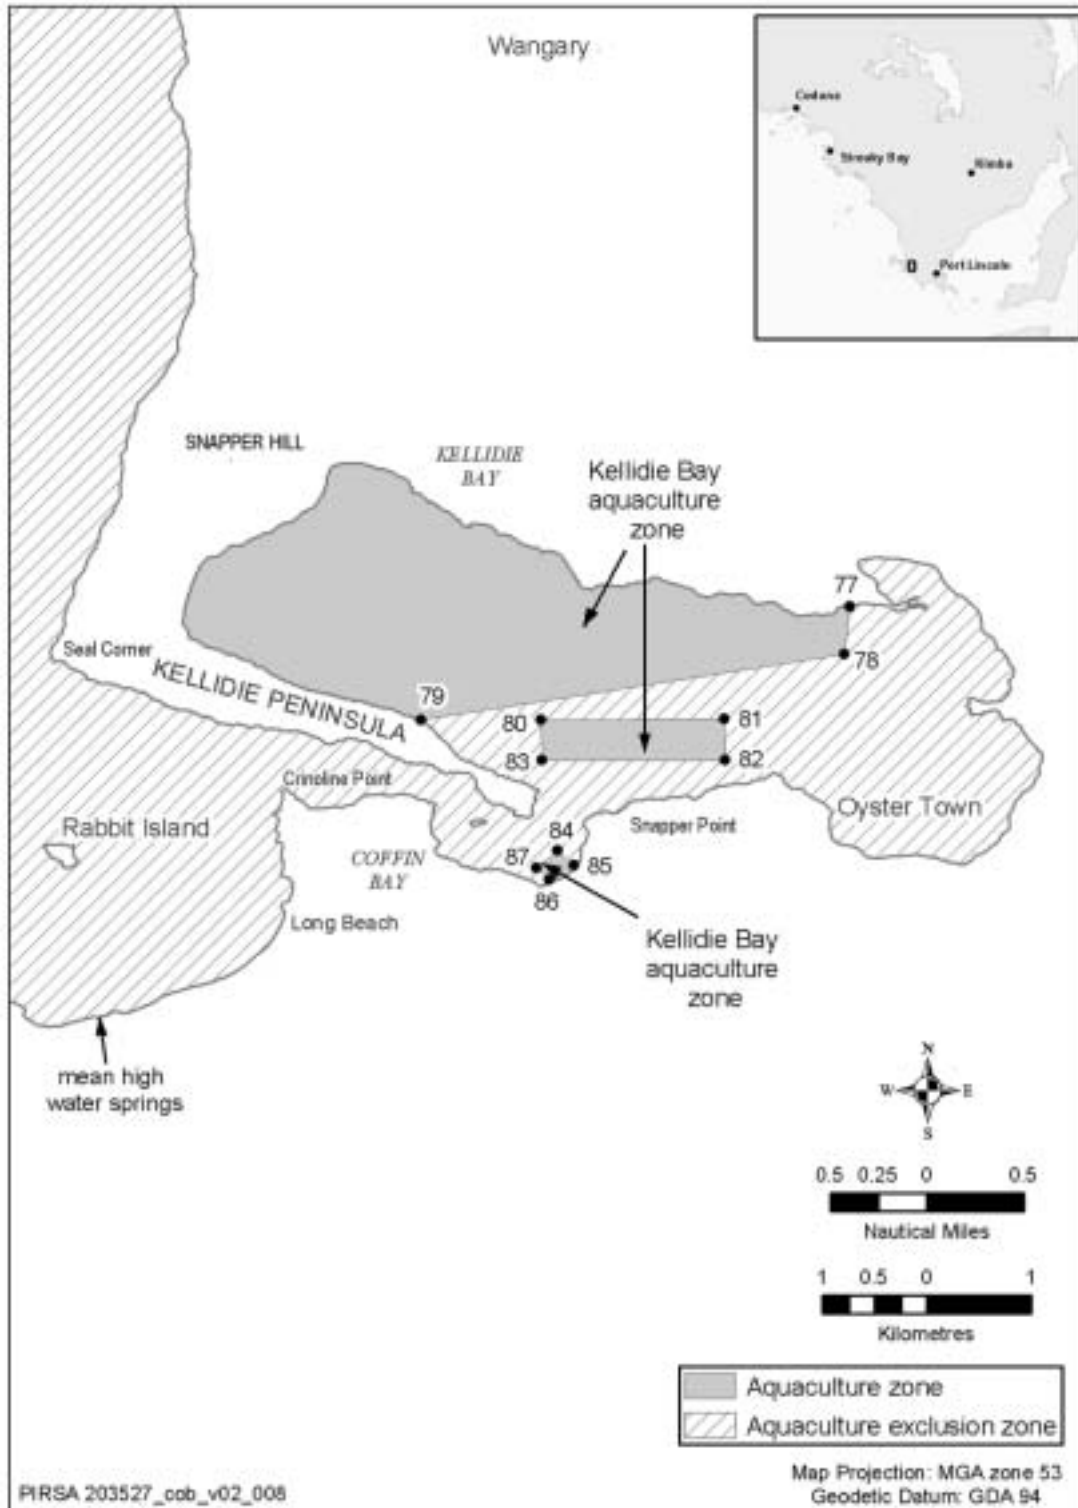 Wangary
Ceduna
Streaky Bay
Kimba
Port Lincoln
SNAPPER HILL
KELLIDIE
BAY
Kellidie Bay
aquaculture
zone
77
78
Seal Corner
KELLIDIE PENINSULA
79
80
81
83
82
Crinoline Point
Rabbit Island
Oyster Town
Snapper Point
84
87
85
86
COFFIN
BAY
Long Beach
Kellidie Bay
aquaculture
zone
mean high
water springs
N
W
E
S
0.5 0.25 0 0.5
Nautical Miles
1 0.5 0 1
Kilometres
Aquaculture zone
Aquaculture exclusion zone
PIRSA 203527_cob_v02_008
Map Projection: MGA zone 53
Geodetic Datum: GDA 94